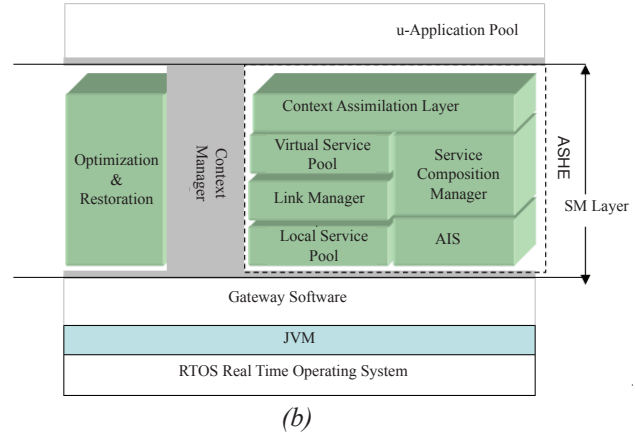 u-Application Pool
Optimization
&
Restoration
Context
Manager
Context Assimilation Layer
Virtual Service
Pool
Link Manager
Local Service
Pool
Service
Composition
Manager
AIS
ASHE
SM Layer
Gateway Software
JVM
RTOS Real Time Operating System
(b)